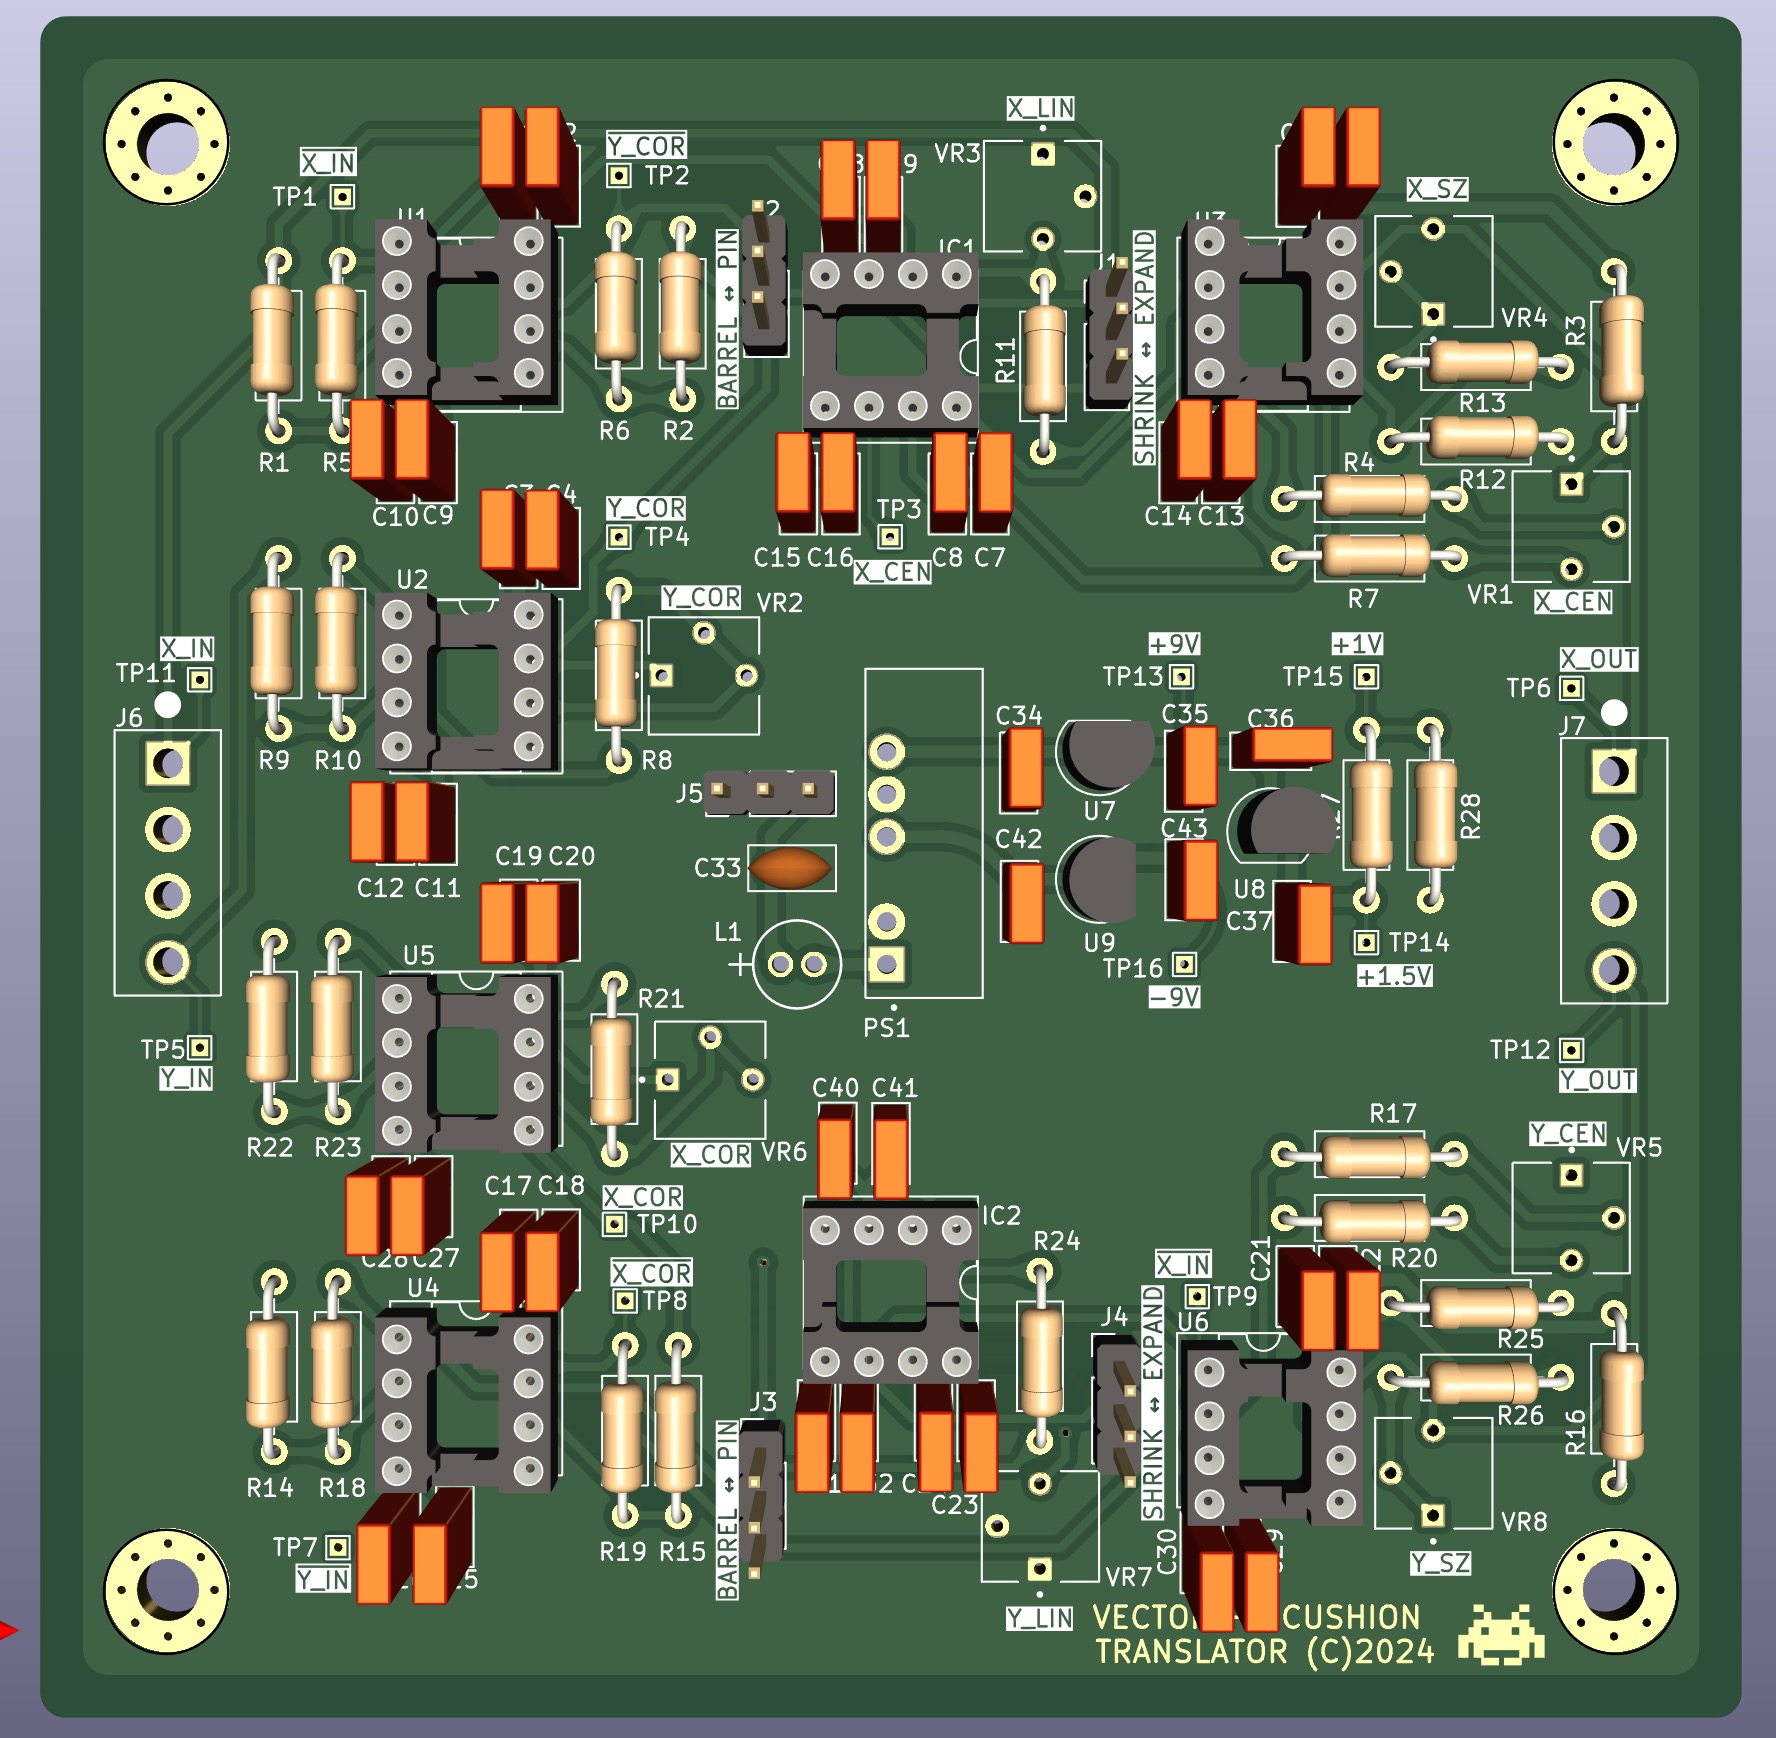 X_LIN
X_IN
Y_COR
VR3
X_SZ
TP1
TP2
U1
IC1
U3
BARREL ↔ PIN
SHRINK ↔ EXPAND
VR4
R3
R11
R13
R1
R6
R2
R4
R12
C10
C9
Y_COR
TP4
TP3
C14
C13
C15
C16
C8
C7
X_CEN
U2
Y_COR
VR2
R7
VR1
X_CEN
X_IN
TP11
+9V
TP13
+1V
TP15
X_OUT
TP6
J6
C34
C35
C36
J7
R9
R10
R8
J5
U7
R28
C19
C20
C33
C42
C43
C12
C11
U8
L1
+
U5
U9
C37
TP14
TP16
+1.5V
-9V
R21
PS1
TP5
Y_IN
TP12
Y_OUT
C40
C41
R17
R22
R23
X_COR
VR6
Y_CEN
VR5
C17
C18
X_COR
TP10
IC2
R24
X_IN
C21
R20
C28
C27
U4
X_COR
TP8
TP9
J4
U6
R25
SHRINK ↔ EXPAND
J3
R26
R16
R14
R18
BARREL ↔ PIN
C23
VR8
TP7
Y_IN
R19
R15
C30
VR7
Y_SZ
Y_LIN
CUSHION
TRANSLATOR (C)2024